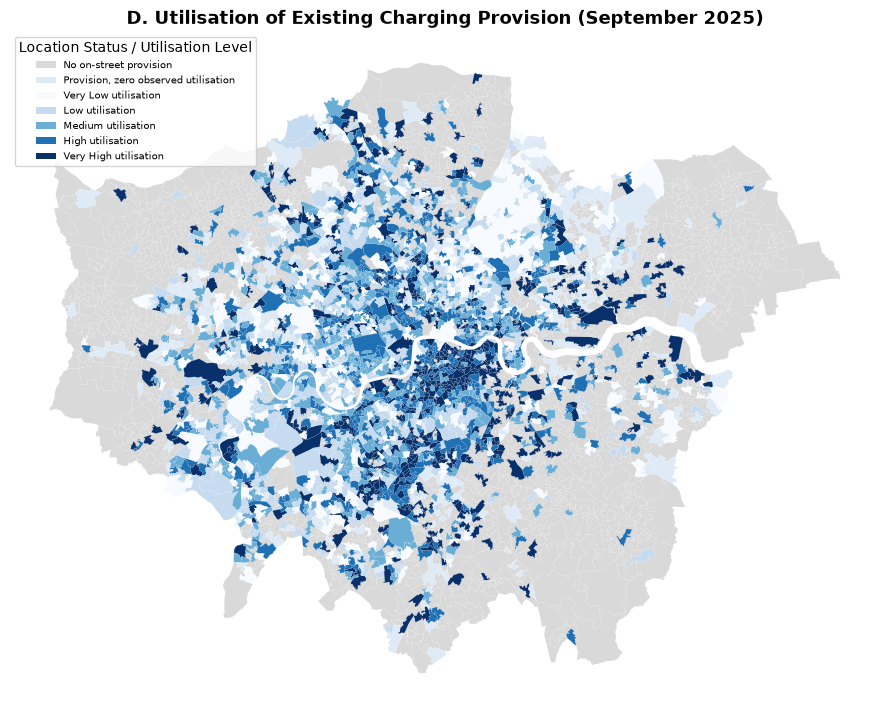 D. Utilisation of Existing Charging Provision (September 2025)
Location Status / Utilisation Level
No on-street provision
Provision, zero observed utilisation
Very Low utilisation
Low utilisation
Medium utilisation
High utilisation
Very High utilisation